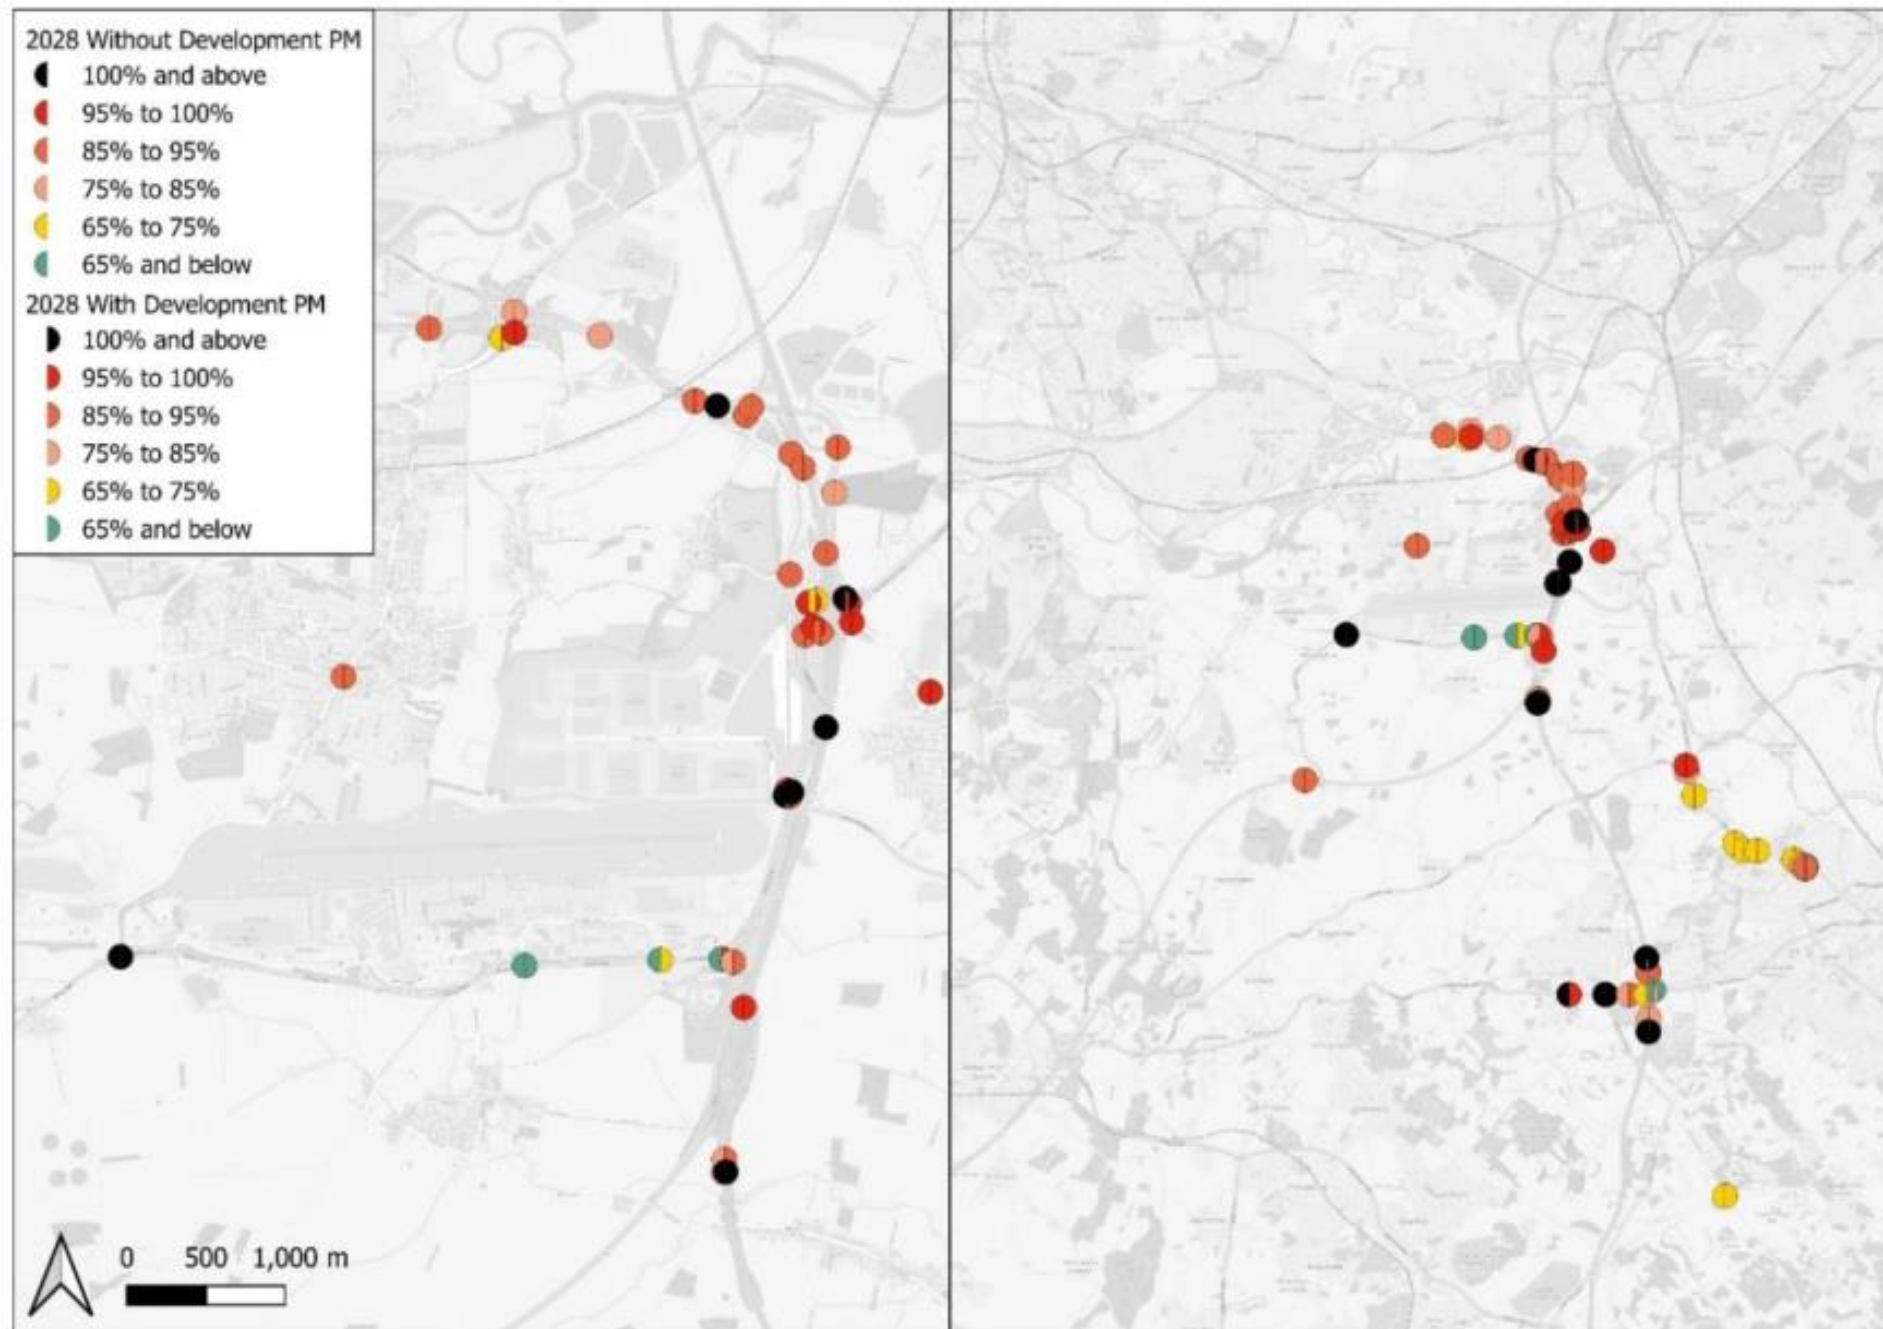 2028 Without Development PM
100% and above
95% to 100%
85% to 95%
75% to 85%
65% to 75%
65% and below
2028 With Development PM
100% and above
95% to 100%
85% to 95%
75% to 85%
65% to 75%
65% and below
0 500 1,000 m